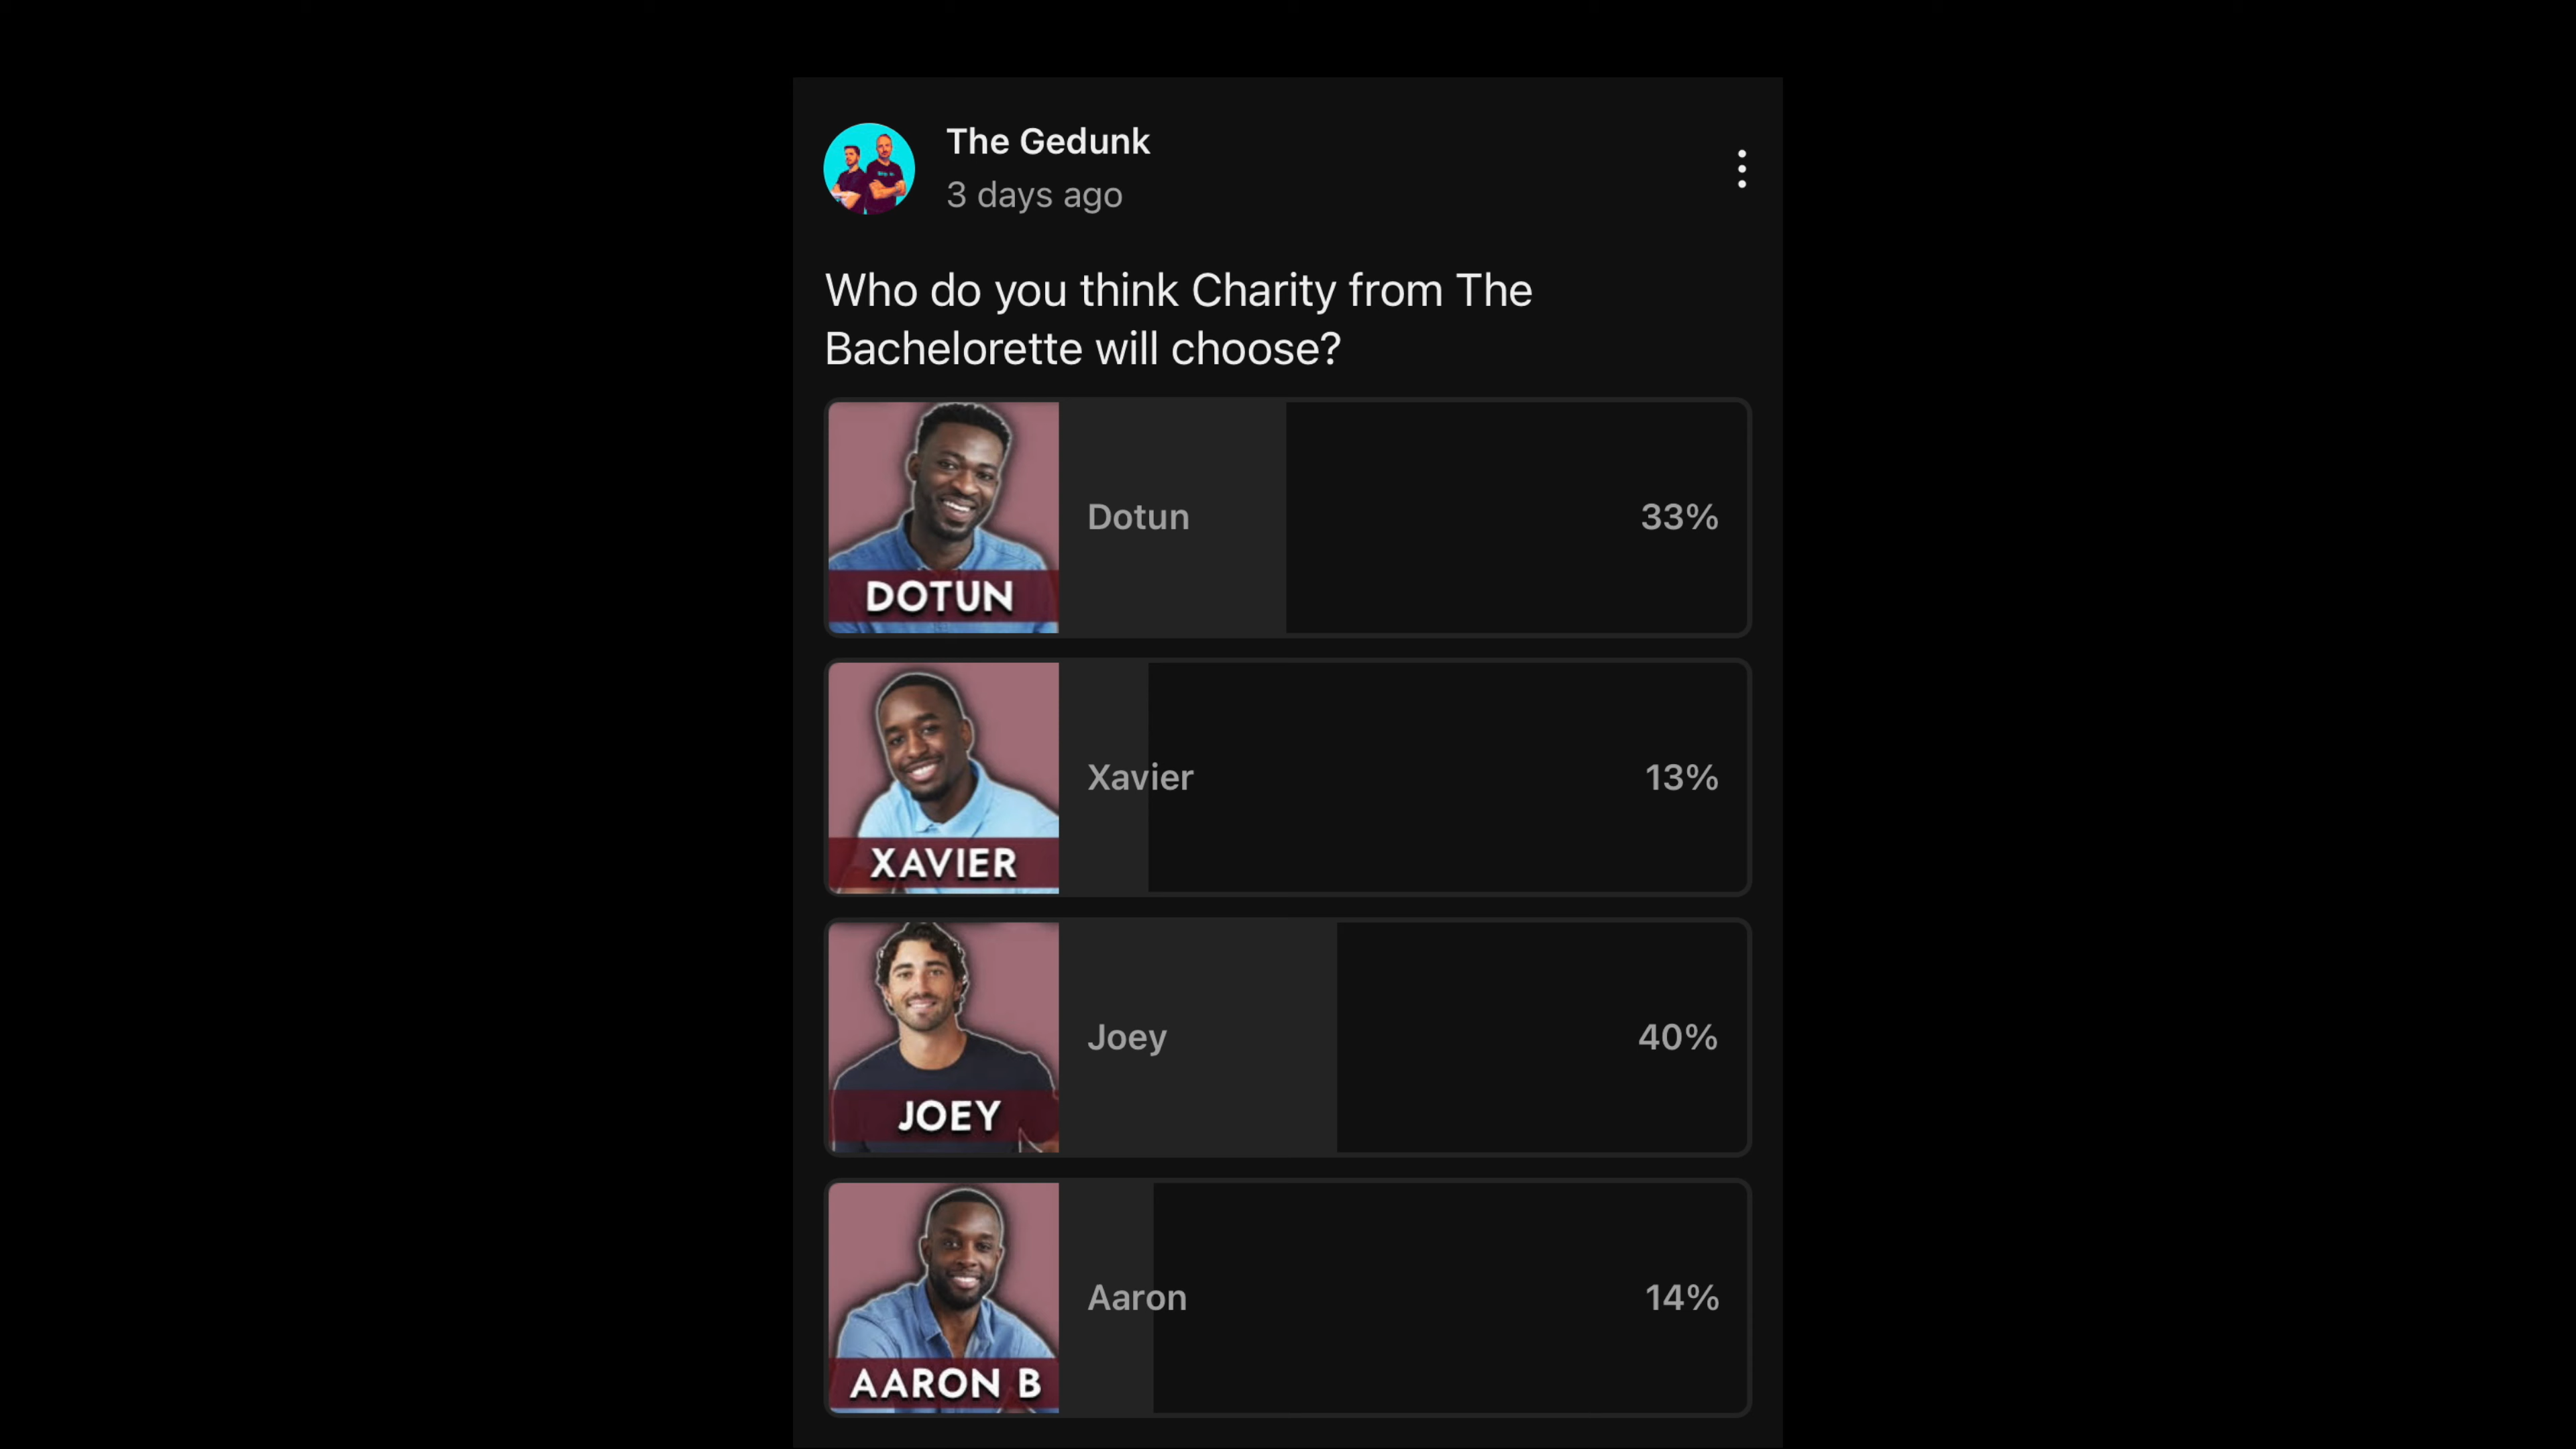 The Gedunk
3 days ago
Who do you think Charity from The
Bachelorette will choose?
DOTUN
Dotun
33%
XAVIER
Xavier
13%
JOEY
Joey
40%
AARON B
Aaron
14%